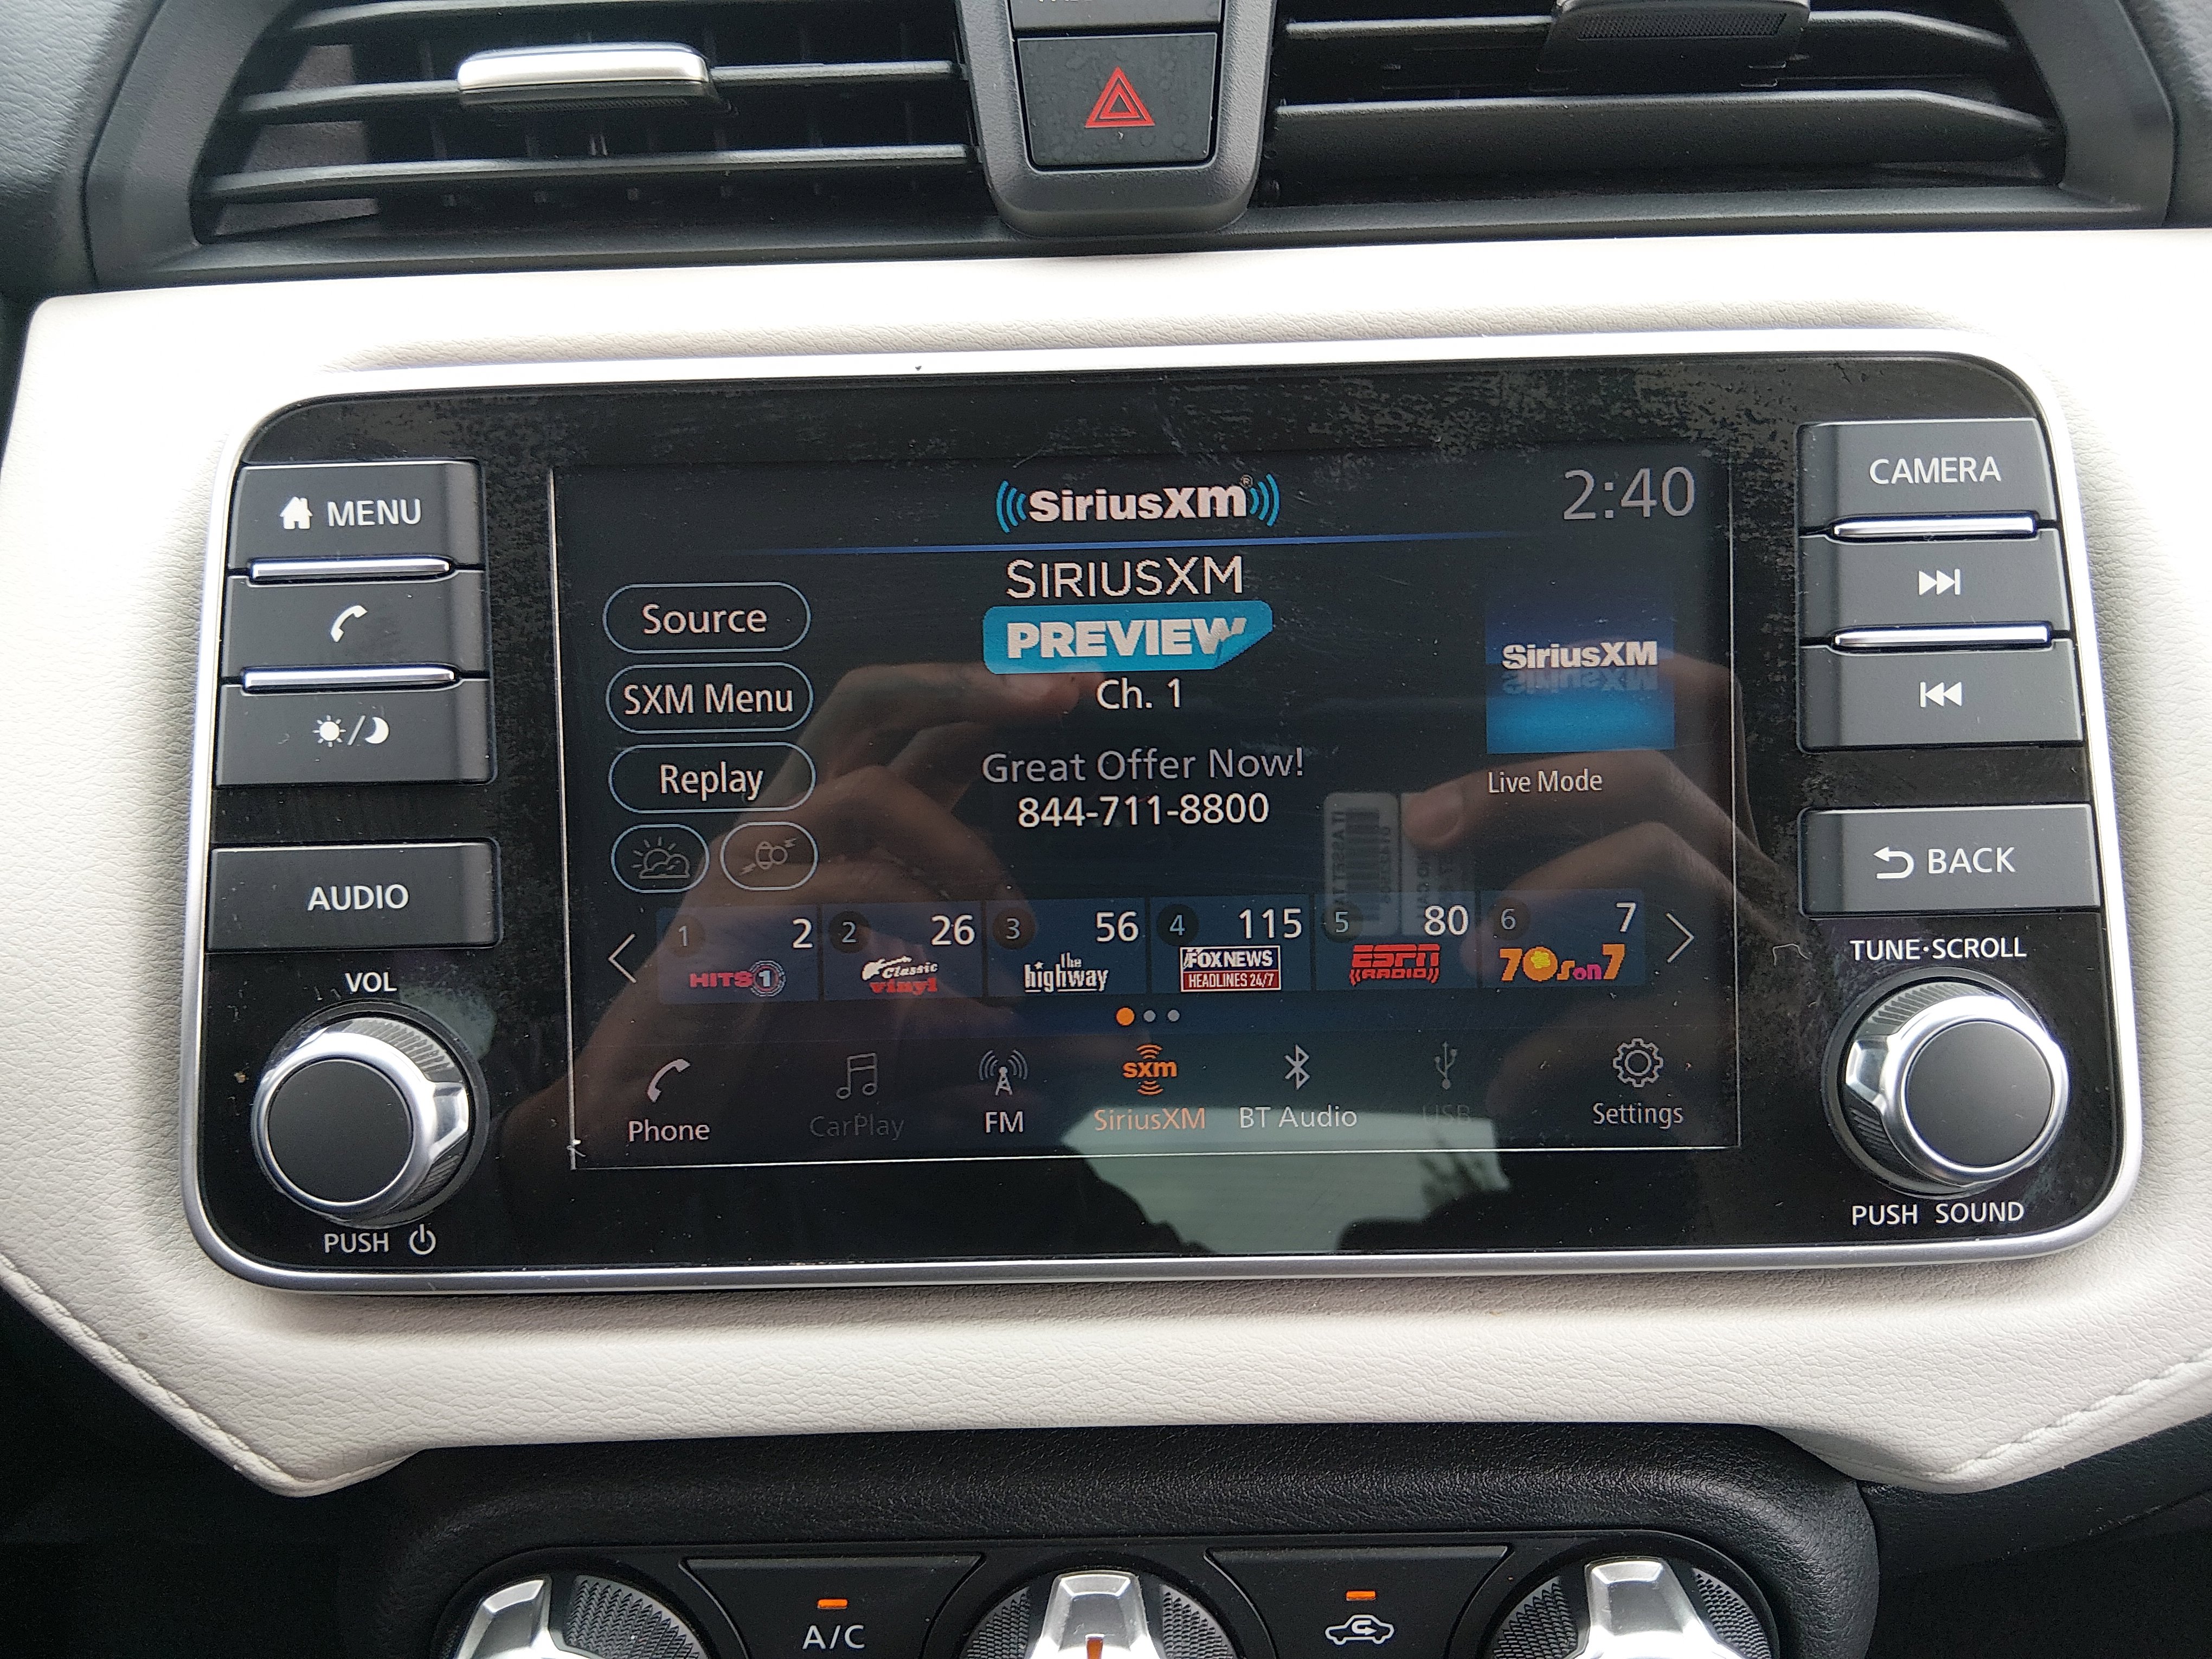 MENU
AUDIO
VOL
PUSH
SiriusXm®
2:40
SIRIUSXM
PREVIEW
Ch. 1
Great Offer Now!
844-711-8800
Source
SXM Menu
Replay
SiriusXM
Live Mode
1 2 HITS 1
2 26 Classic vinyl
3 56 the highway
4 115 FOX NEWS HEADLINES 24/7
5 80 ESPN RADIO
6 7 70s on 7
Phone
CarPlay
FM
sxm
SiriusXM
BT Audio
USB
Settings
CAMERA
BACK
TUNE·SCROLL
PUSH SOUND
A/C